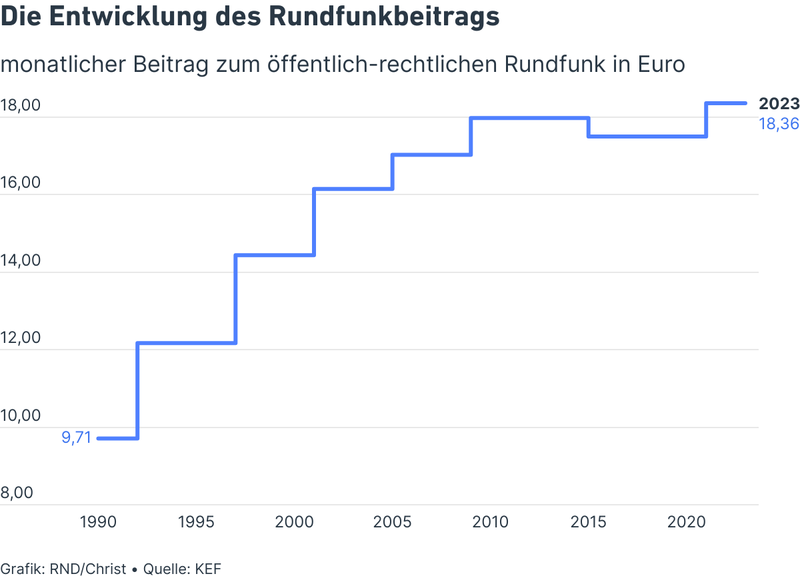 Die Entwicklung des Rundfunkbeitrags
monatlicher Beitrag zum öffentlich-rechtlichen Rundfunk in Euro
18,00
2023
18,36
16,00
14,00
12,00
10,00
9,71
8,00
1990 1995 2000 2005 2010 2015 2020
Grafik: RND/Christ • Quelle: KEF